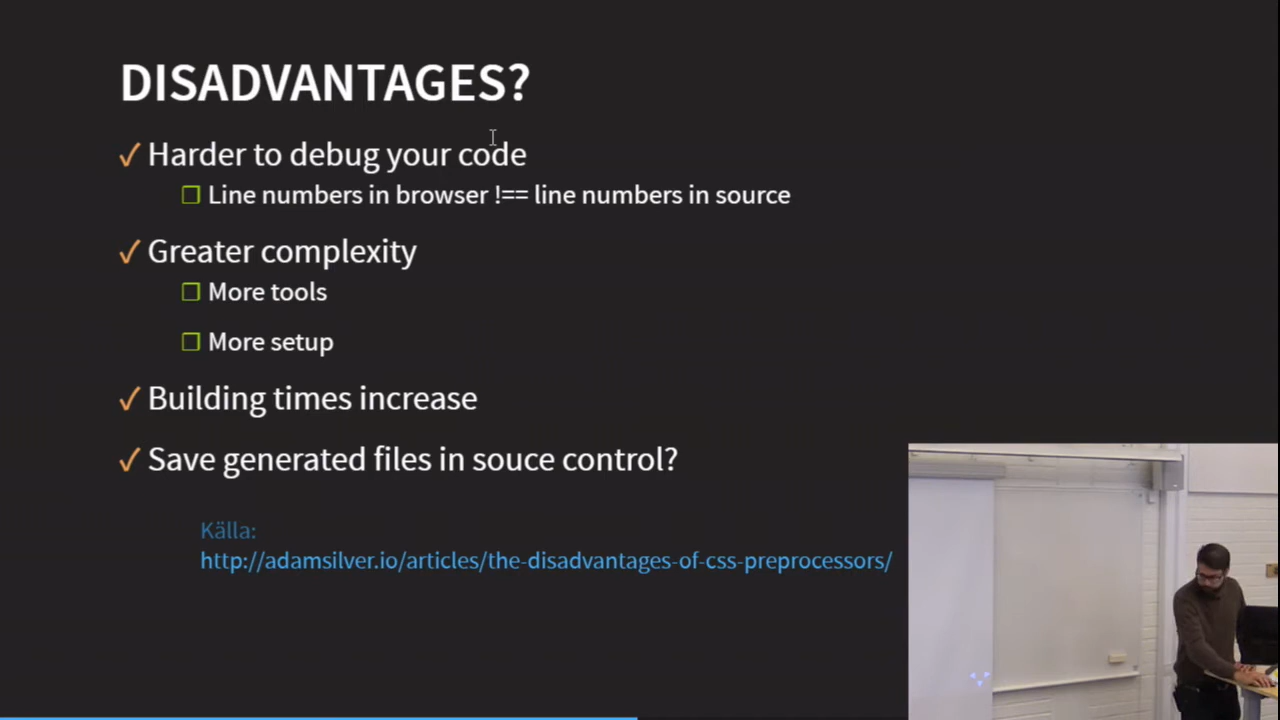 DISADVANTAGES?
✓ Harder to debug your code
❐ Line numbers in browser !== line numbers in source
✓ Greater complexity
❐ More tools
❐ More setup
✓ Building times increase
✓ Save generated files in souce control?
Källa:
http://adamsilver.io/articles/the-disadvantages-of-css-preprocessors/